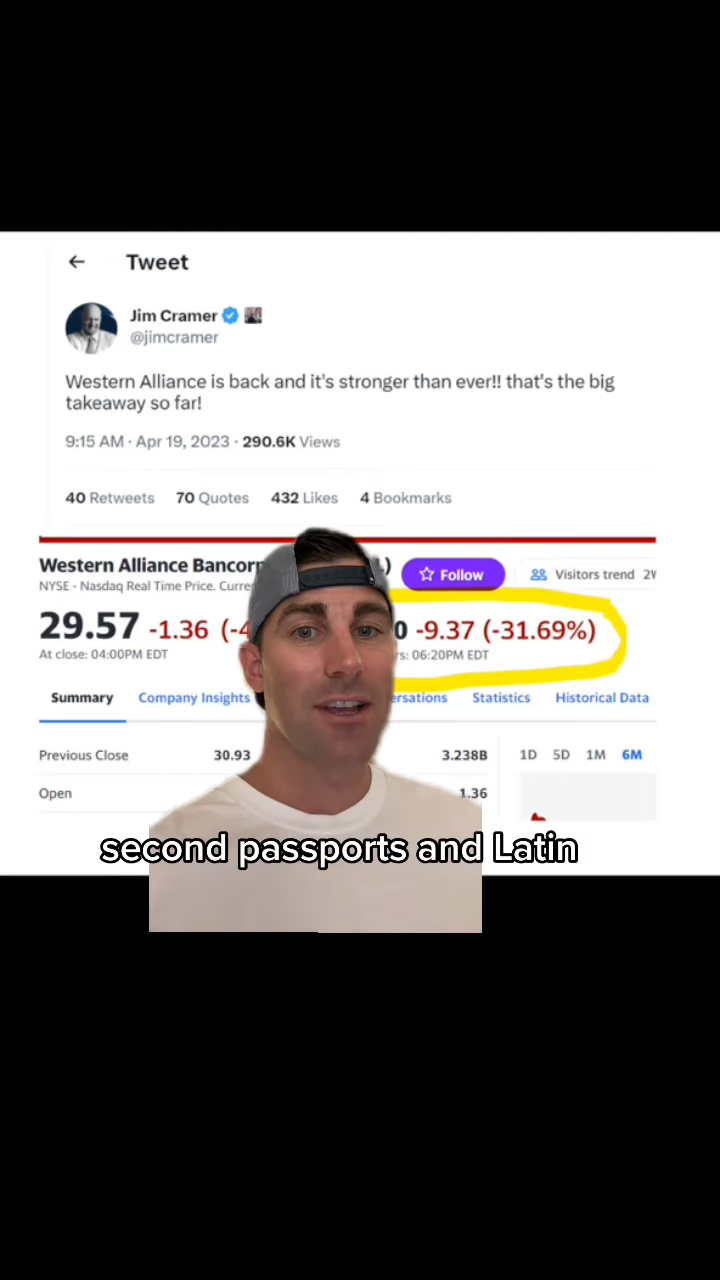 Tweet
Jim Cramer
@jimcramer
Western Alliance is back and it's stronger than ever!! that's the big
takeaway so far!
9:15 AM · Apr 19, 2023 · 290.6K Views
40 Retweets 70 Quotes 432 Likes 4 Bookmarks
Western Alliance Bancorp
Follow
Visitors trend
NYSE - Nasdaq Real Time Price.
29.57 -1.36 (-4 0 -9.37 (-31.69%)
At close: 04:00PM EDT 06:20PM EDT
Summary Company Insights Statistics Historical Data
Previous Close 30.93 3.238B 1D 5D 1M 6M
Open 1.36
second passports and Latin